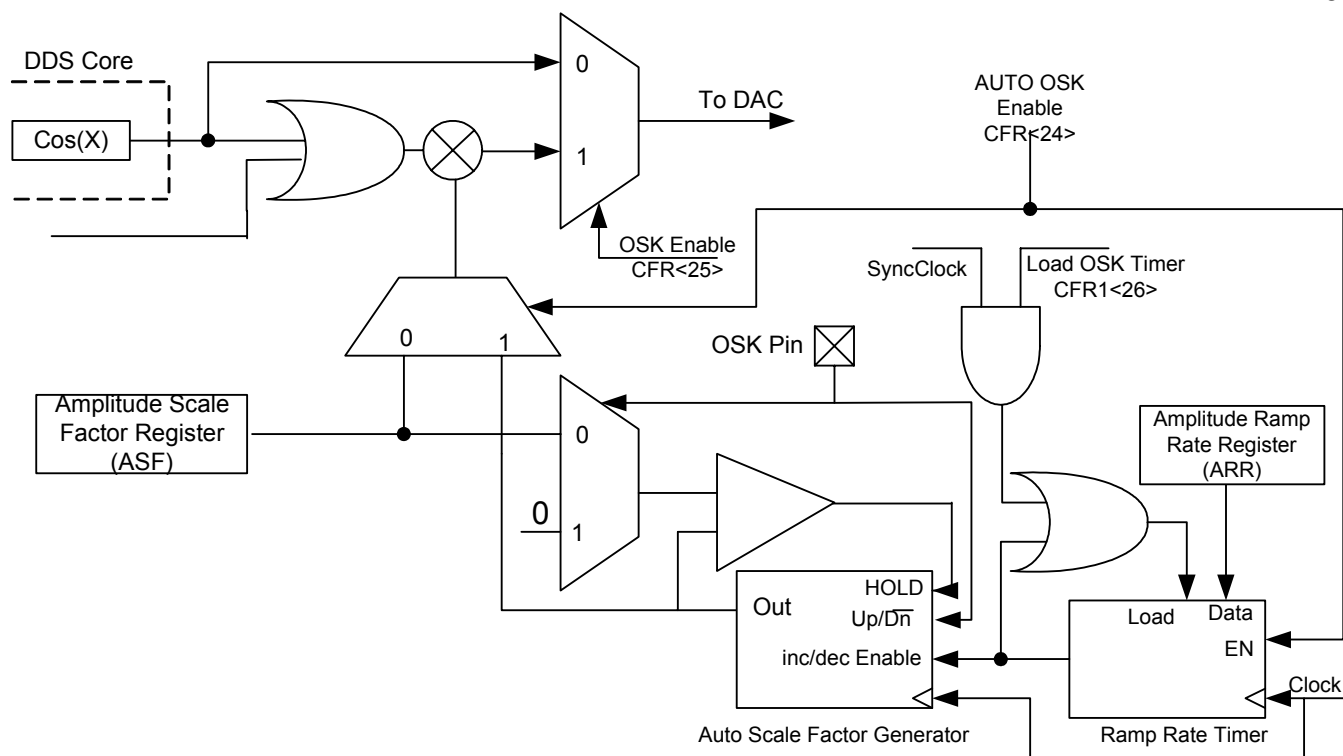 DDS Core
Cos(X)
0
1
To DAC
OSK Enable
CFR<25>
AUTO OSK
Enable
CFR<24>
SyncClock
Load OSK Timer
CFR1<26>
0
1
OSK Pin
Amplitude Scale
Factor Register
(ASF)
0
0
1
Amplitude Ramp
Rate Register
(ARR)
Out
HOLD
Up/Dn
inc/dec Enable
Load
Data
EN
Clock
Auto Scale Factor Generator
Ramp Rate Timer